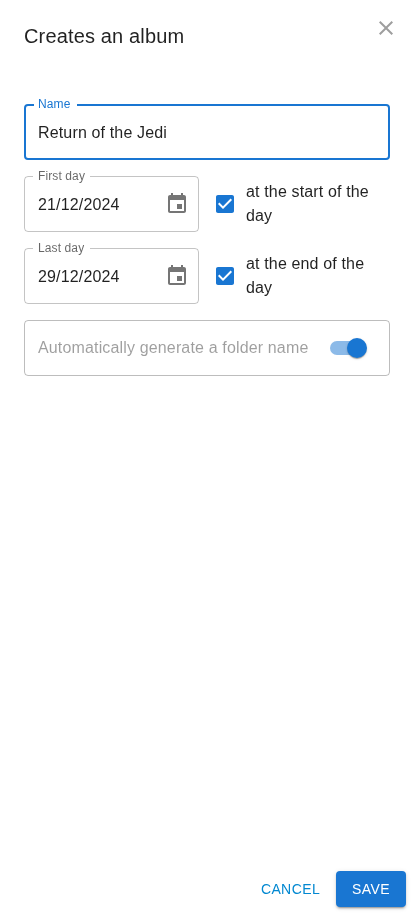 Creates an album
Name
Return of the Jedi
First day
21/12/2024
at the start of the
day
Last day
29/12/2024
at the end of the
day
Automatically generate a folder name
CANCEL
SAVE